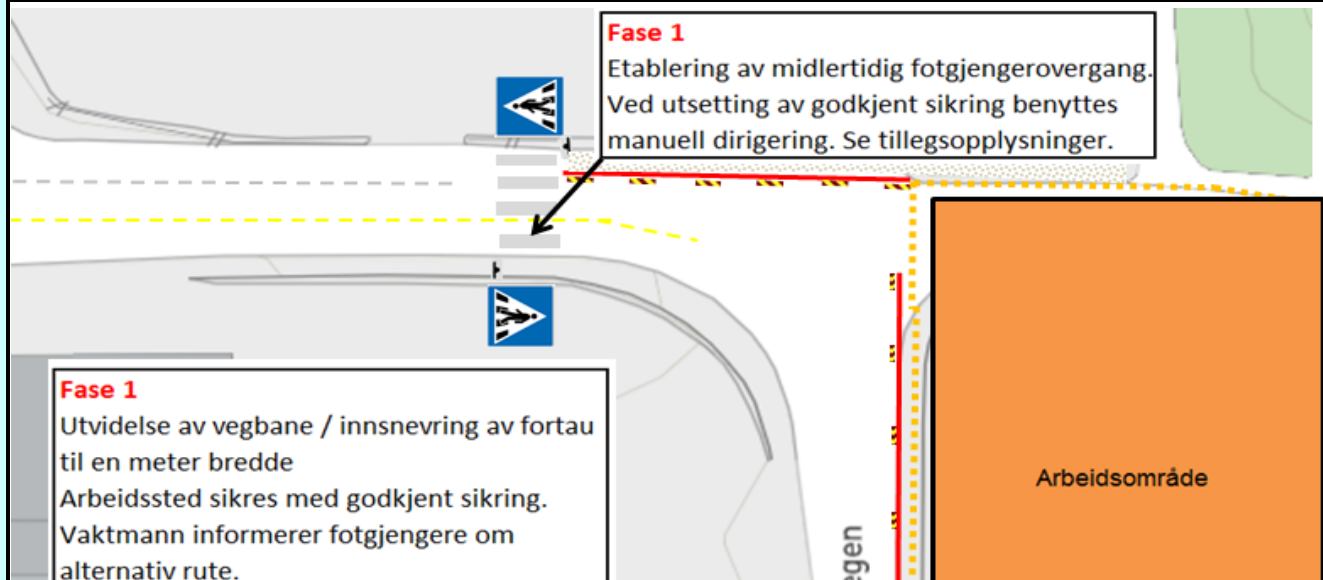 Fase 1
Etablering av midlertidig fotgjengerovergang.
Ved utsetting av godkjent sikring benyttes
manuell dirigering. Se tillegsopplysninger.
Fase 1
Utvidelse av vegbane / innsnevring av fortau
til en meter bredde
Arbeidssted sikres med godkjent sikring.
Vaktmann informerer fotgjengere om
alternativ rute.
Arbeidsområde
egen